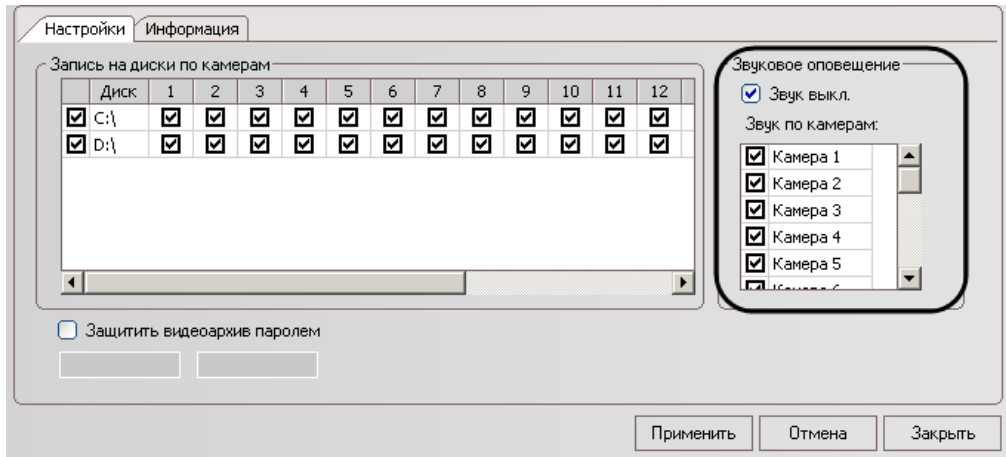 Настройки Информация
Запись на диски по камерам
Диск 1 2 3 4 5 6 7 8 9 10 11 12
C:\
D:\
Защитить видеоархив паролем
Звуковое оповещение
Звук выкл.
Звук по камерам:
Камера 1
Камера 2
Камера 3
Камера 4
Камера 5
Применить Отмена Закрыть